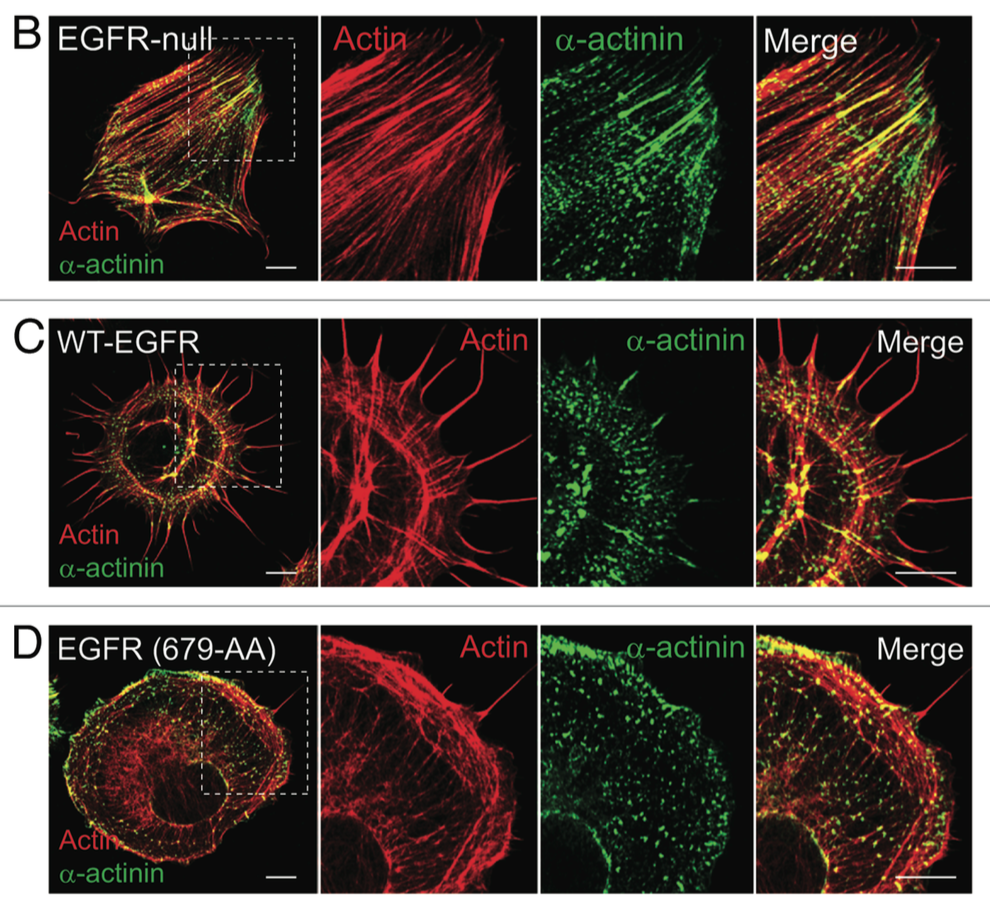 B
EGFR-null
Actin
α-actinin
Merge
Actin
α-actinin
C
WT-EGFR
Actin
α-actinin
Merge
Actin
α-actinin
D
EGFR (679-AA)
Actin
α-actinin
Merge
Actin
α-actinin